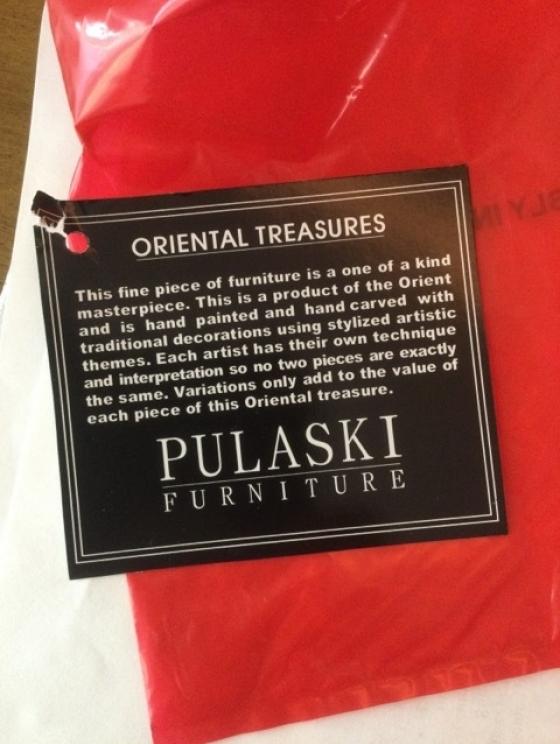 ORIENTAL TREASURES
This fine piece of furniture is a one of a kind
masterpiece. This is a product of the Orient
and is hand painted and hand carved with
traditional decorations using stylized artistic
themes. Each artist has their own technique
and interpretation so no two pieces are exactly
the same. Variations only add to the value of
each piece of this Oriental treasure.
PULASKI
FURNITURE